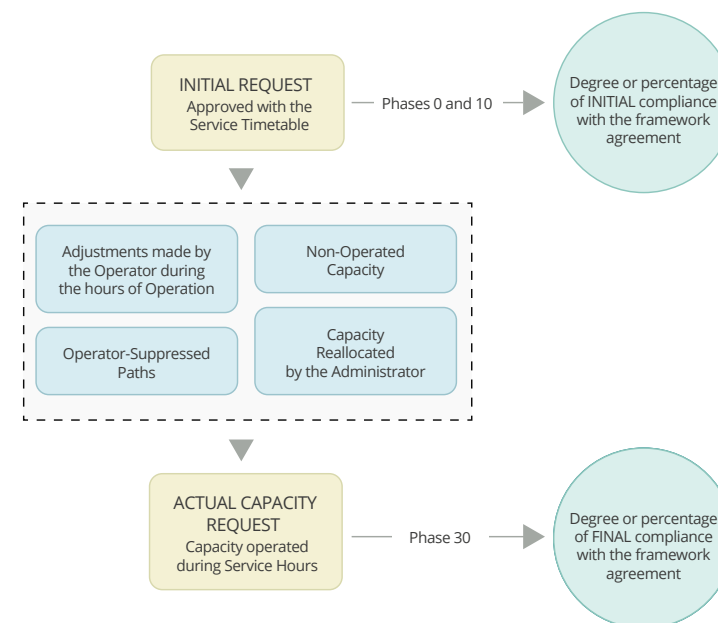 INITIAL REQUEST
Approved with the
Service Timetable
Phases 0 and 10
Degree or percentage
of INITIAL compliance
with the framework
agreement
Adjustments made by
the Operator during
the hours of Operation
Non-Operated
Capacity
Operator-Suppressed
Paths
Capacity
Reallocated
by the Administrator
ACTUAL CAPACITY
REQUEST
Capacity operated
during Service Hours
Phase 30
Degree or percentage
of FINAL compliance
with the framework
agreement